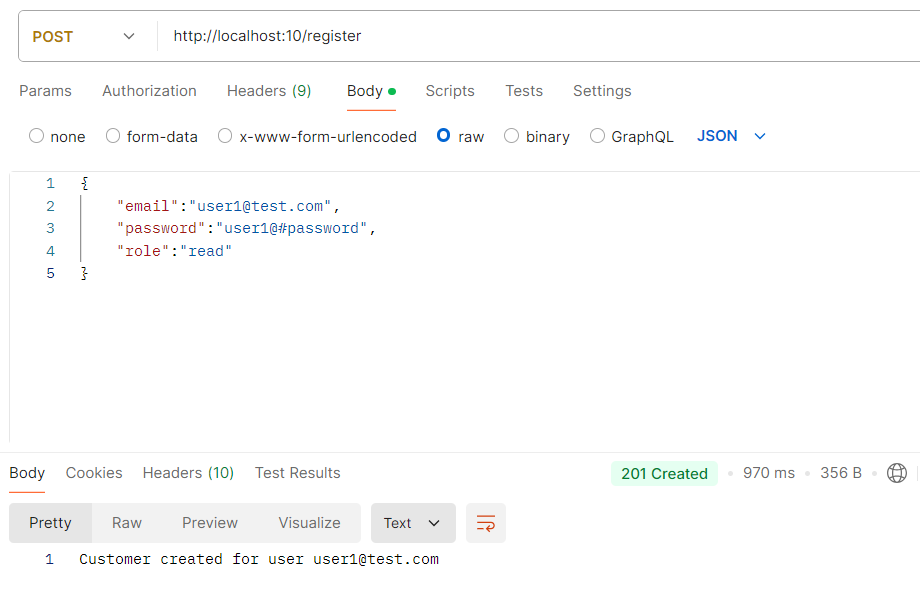 POST http://localhost:10/register
Params Authorization Headers (9) Body Scripts Tests Settings
none form-data x-www-form-urlencoded raw binary GraphQL JSON
1 {
2 "email":"user1@test.com",
3 "password":"user1@#password",
4 "role":"read"
5 }
Body Cookies Headers (10) Test Results 201 Created 970 ms 356 B
Pretty Raw Preview Visualize Text
1 Customer created for user user1@test.com